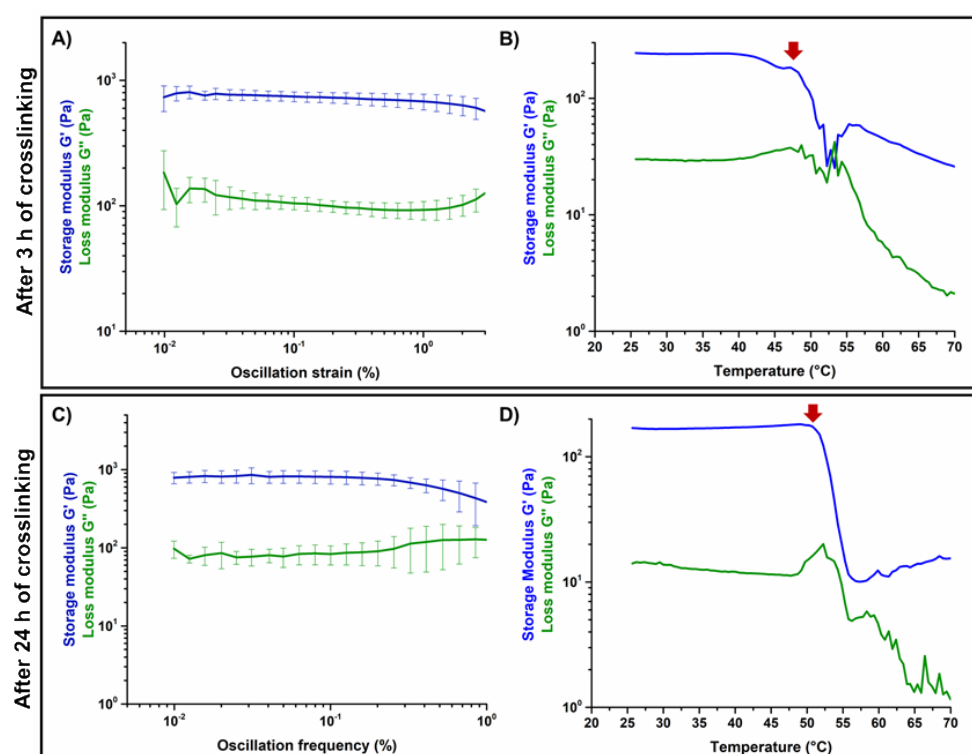 After 3 h of crosslinking
A)
Storage modulus G' (Pa)
Loss modulus G'' (Pa)
10³
10²
10¹
10⁻² 10⁻¹ 10⁰
Oscillation strain (%)
B)
Storage modulus G' (Pa)
Loss modulus G'' (Pa)
10²
10¹
10⁰
20 25 30 35 40 45 50 55 60 65 70
Temperature (°C)
After 24 h of crosslinking
C)
Storage modulus G' (Pa)
Loss modulus G'' (Pa)
10³
10²
10¹
10⁰
10⁻² 10⁻¹ 10⁰
Oscillation frequency (%)
D)
Storage Modulus G' (Pa)
Loss modulus G'' (Pa)
10²
10¹
10⁰
20 25 30 35 40 45 50 55 60 65 70
Temperature (°C)